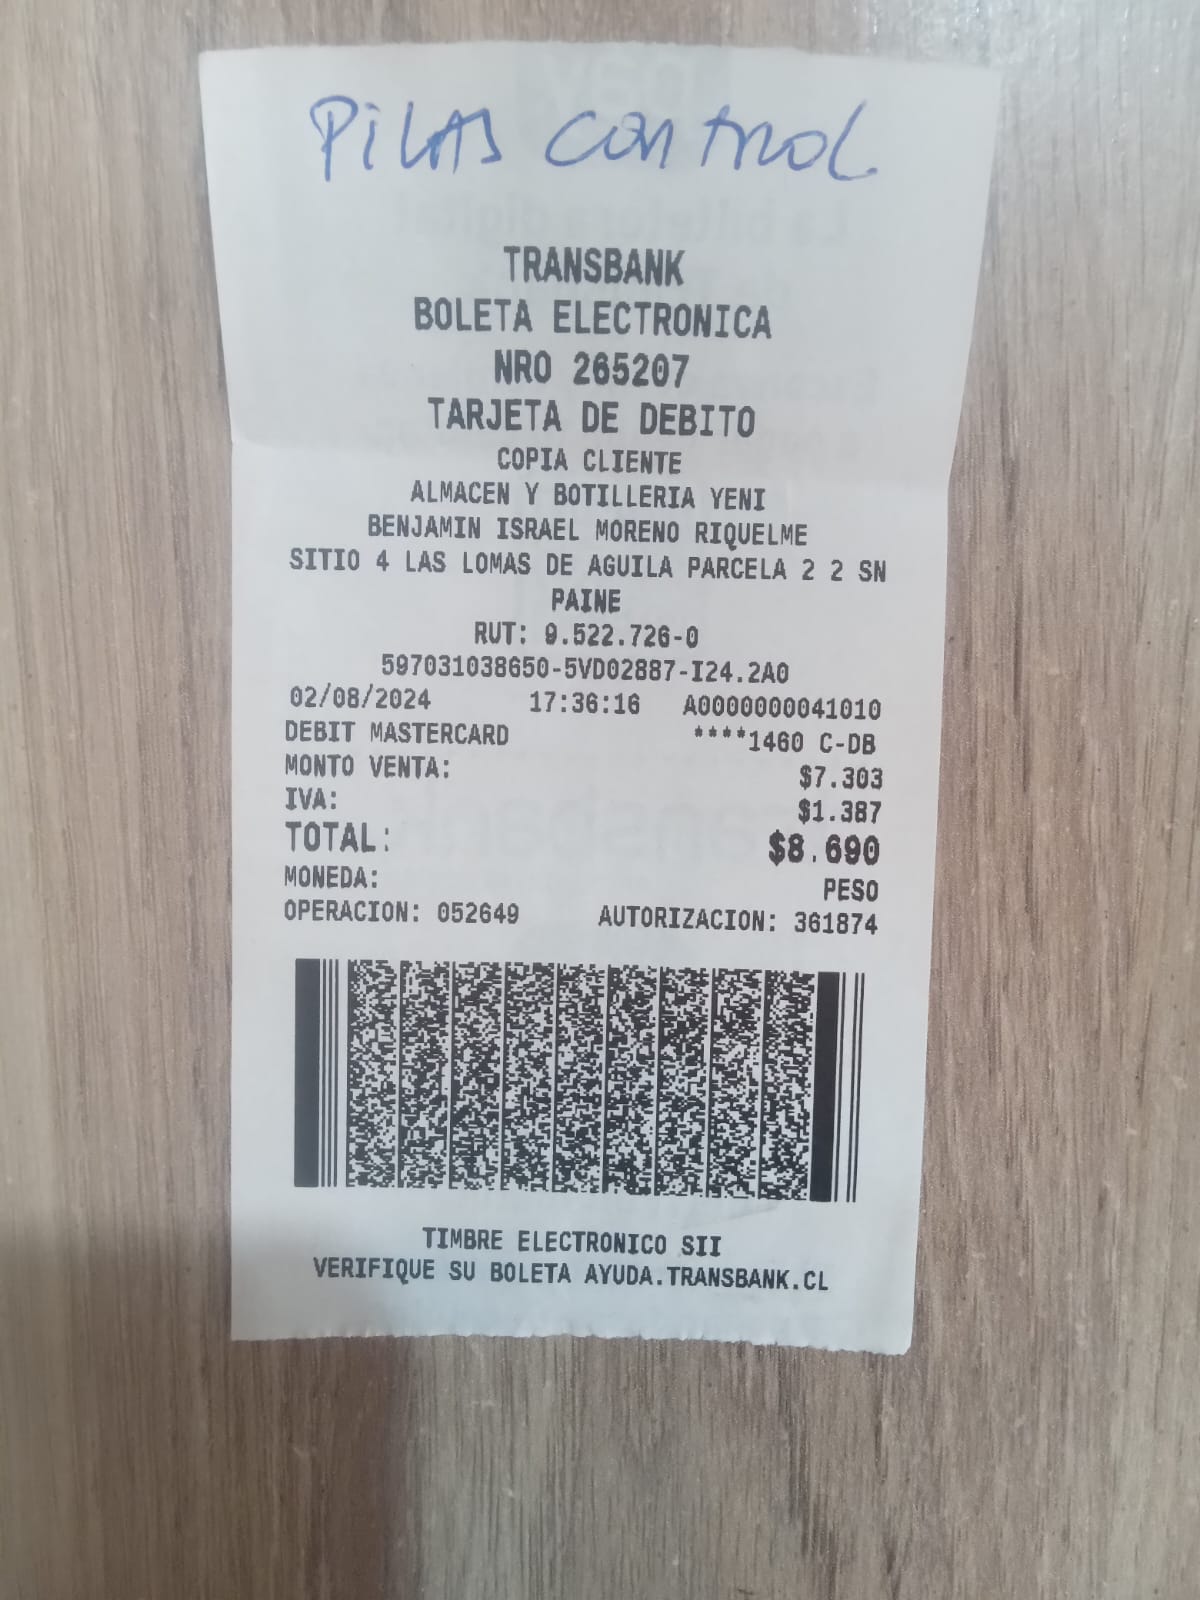 PILAS CONTROL
TRANSBANK
BOLETA ELECTRONICA
NRO 265207
TARJETA DE DEBITO
COPIA CLIENTE
ALMACEN Y BOTILLERIA YENI
BENJAMIN ISRAEL MORENO RIQUELME
SITIO 4 LAS LOMAS DE AGUILA PARCELA 2 2 SN
PAINE
RUT: 9.522.726-0
597031038650-5VD02887-I24.2A0
02/08/2024 17:36:16 A0000000041010
DEBIT MASTERCARD ****1460 C-DB
MONTO VENTA: $7.303
IVA: $1.387
TOTAL: $8.690
MONEDA: PESO
OPERACION: 052649 AUTORIZACION: 361874
TIMBRE ELECTRONICO SII
VERIFIQUE SU BOLETA AYUDA.TRANSBANK.CL